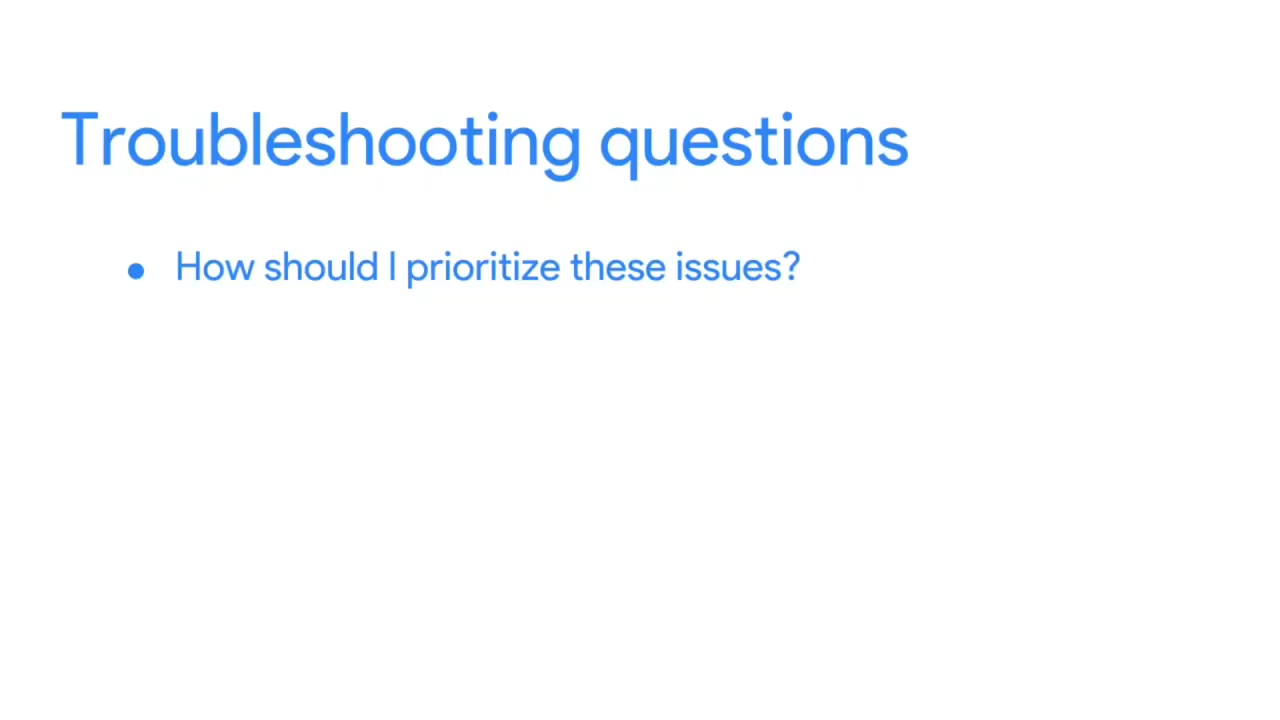 Troubleshooting questions
● How should I prioritize these issues?